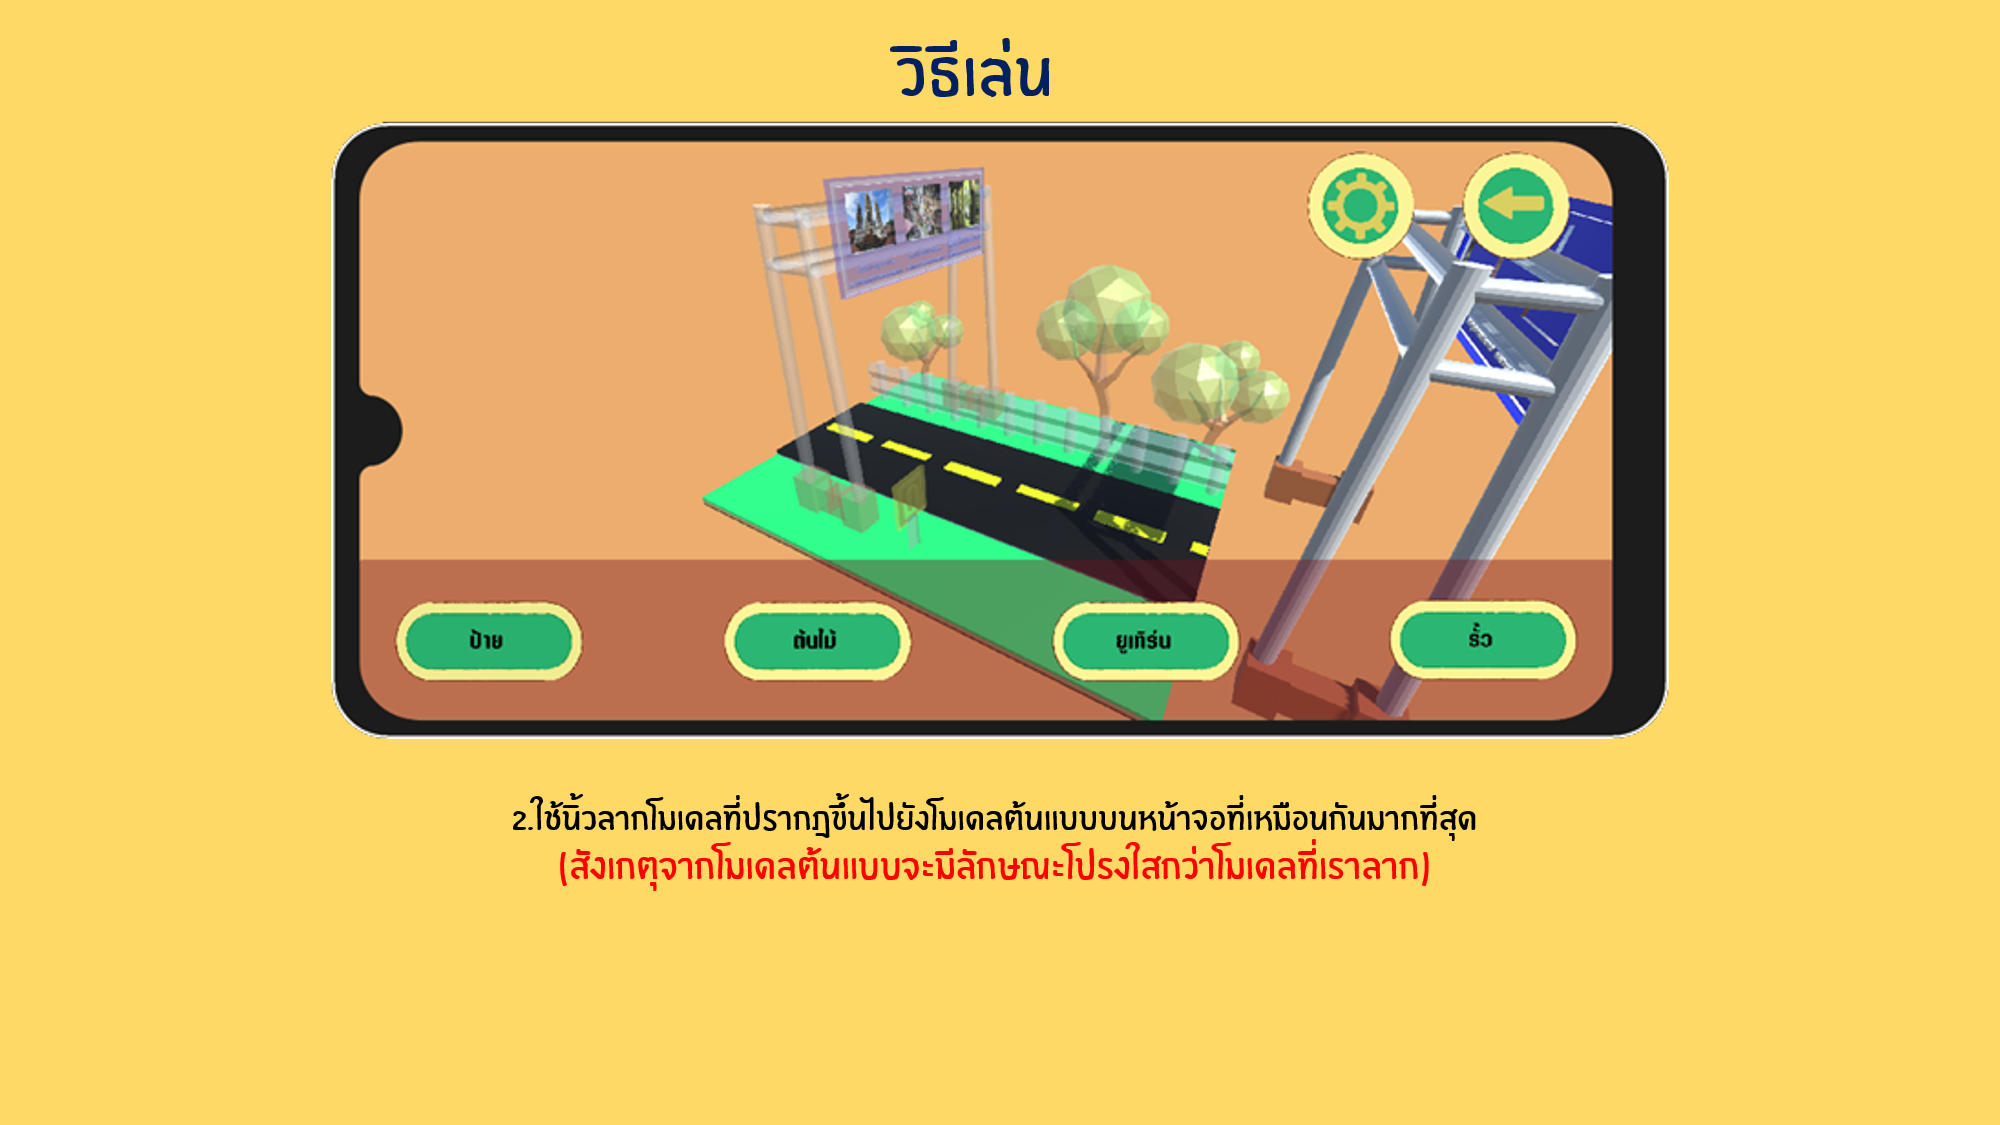 วิธีเล่น
ป้าย
ต้นไม้
ยูเทิร์น
รั้ว
2.ใช้นิ้วลากโมเดลที่ปรากฎขึ้นไปยังโมเดลต้นแบบบนหน้าจอที่เหมือนกันมากที่สุด
(สังเกตุจากโมเดลต้นแบบจะมีลักษณะโปรงใสกว่าโมเดลที่เราลาก)